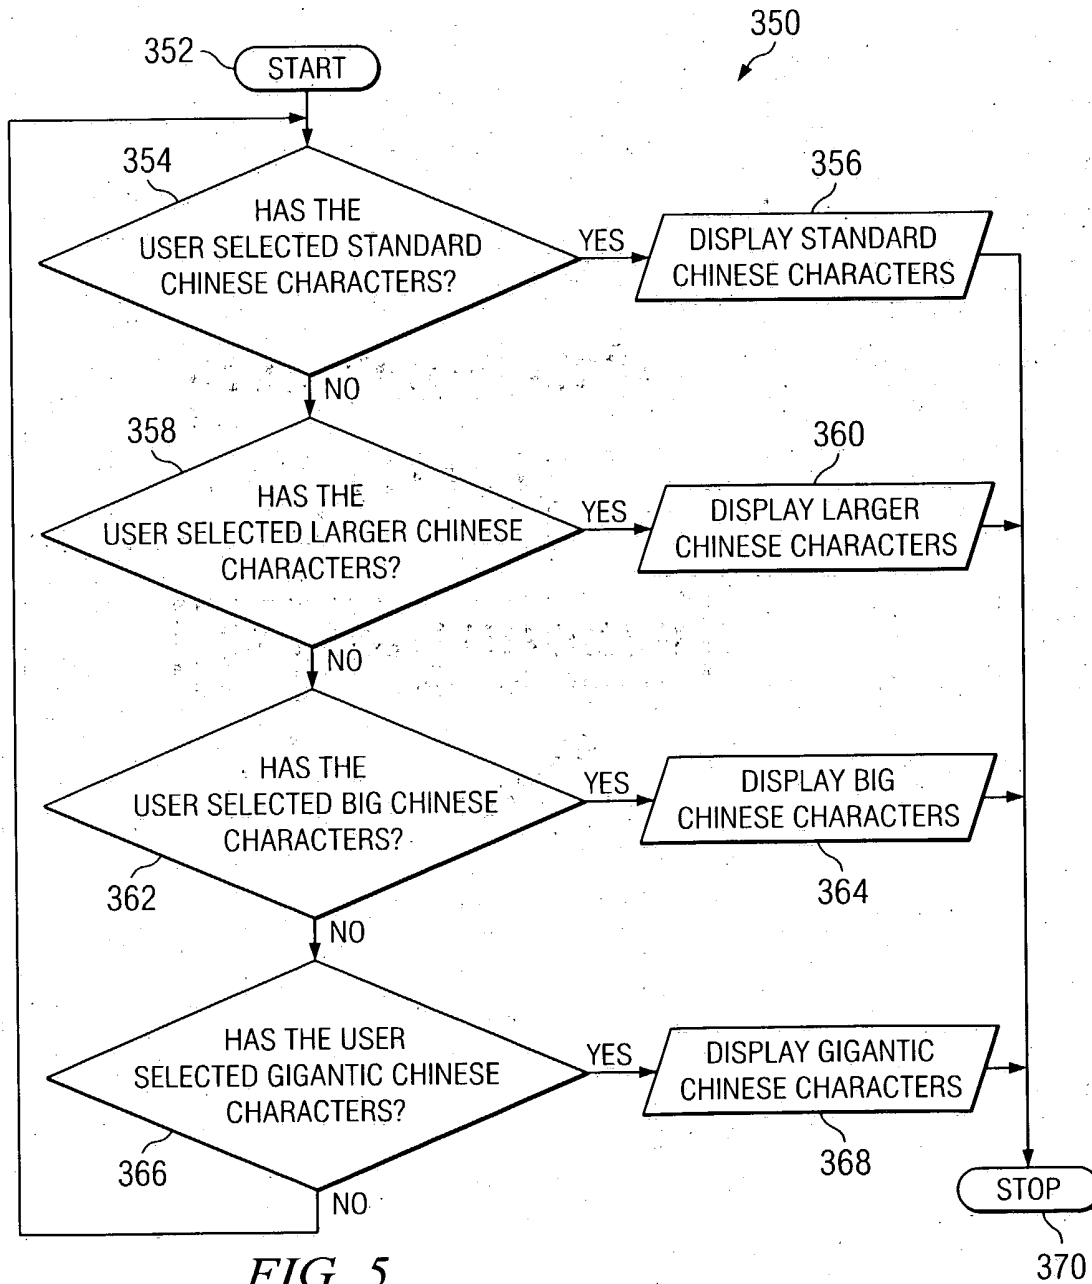 350
352
START
354
HAS THE
USER SELECTED STANDARD
CHINESE CHARACTERS?
YES
356
DISPLAY STANDARD
CHINESE CHARACTERS
NO
358
HAS THE
USER SELECTED LARGER CHINESE
CHARACTERS?
YES
360
DISPLAY LARGER
CHINESE CHARACTERS
NO
HAS THE
USER SELECTED BIG CHINESE
CHARACTERS?
362
YES
DISPLAY BIG
CHINESE CHARACTERS
364
NO
HAS THE USER
SELECTED GIGANTIC CHINESE
CHARACTERS?
366
YES
DISPLAY GIGANTIC
CHINESE CHARACTERS
368
NO
STOP
370
FIG. 5